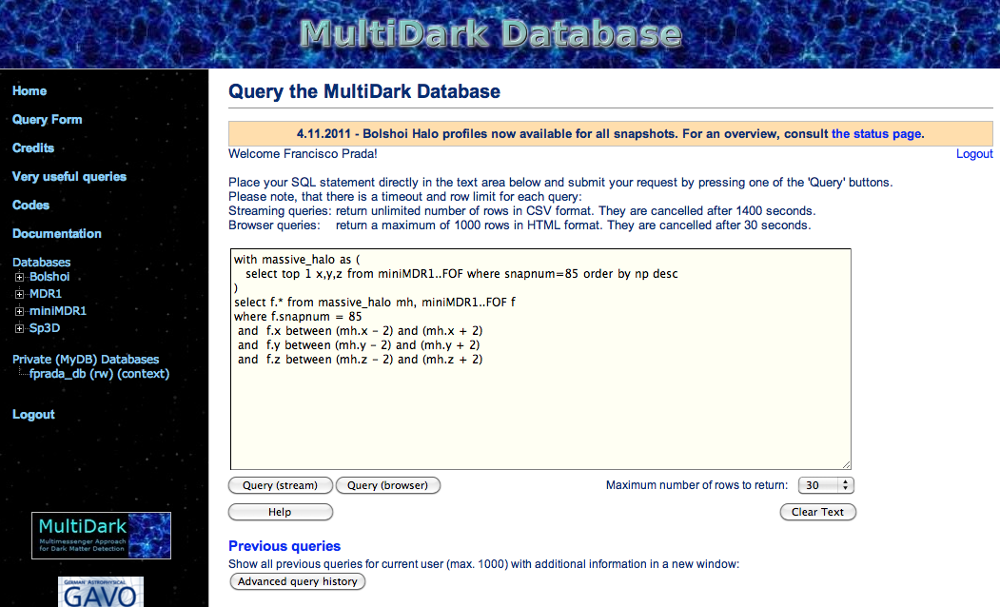 MultiDark Database
Home
Query Form
Credits
Very useful queries
Codes
Documentation
Databases
Bolshoi
MDR1
miniMDR1
Sp3D
Private (MyDB) Databases
fprada_db (rw) (context)
Logout
MultiDark
Multimessenger Approach
for Dark Matter Detection
German Astrophysical
GAVO
Query the MultiDark Database
4.11.2011 - Bolshoi Halo profiles now available for all snapshots. For an overview, consult the status page.
Welcome Francisco Prada!
Logout
Place your SQL statement directly in the text area below and submit your request by pressing one of the 'Query' buttons.
Please note, that there is a timeout and row limit for each query:
Streaming queries: return unlimited number of rows in CSV format. They are cancelled after 1400 seconds.
Browser queries: return a maximum of 1000 rows in HTML format. They are cancelled after 30 seconds.
with massive_halo as (
select top 1 x,y,z from miniMDR1..FOF where snapnum=85 order by np desc
)
select f.* from massive_halo mh, miniMDR1..FOF f
where f.snapnum = 85
and f.x between (mh.x - 2) and (mh.x + 2)
and f.y between (mh.y - 2) and (mh.y + 2)
and f.z between (mh.z - 2) and (mh.z + 2)
Query (stream)
Query (browser)
Maximum number of rows to return:
30
Help
Clear Text
Previous queries
Show all previous queries for current user (max. 1000) with additional information in a new window:
Advanced query history